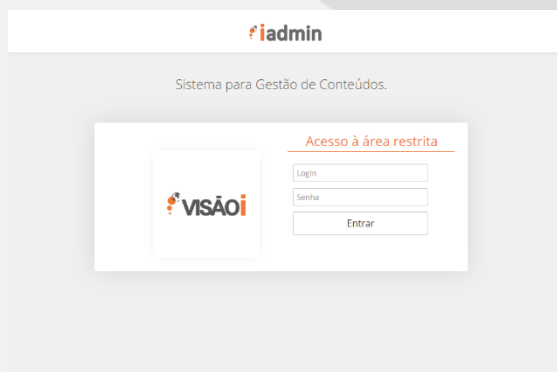 iadmin
Sistema para Gestão de Conteúdos.
Acesso à área restrita
VISÃOi
Login
Senha
Entrar